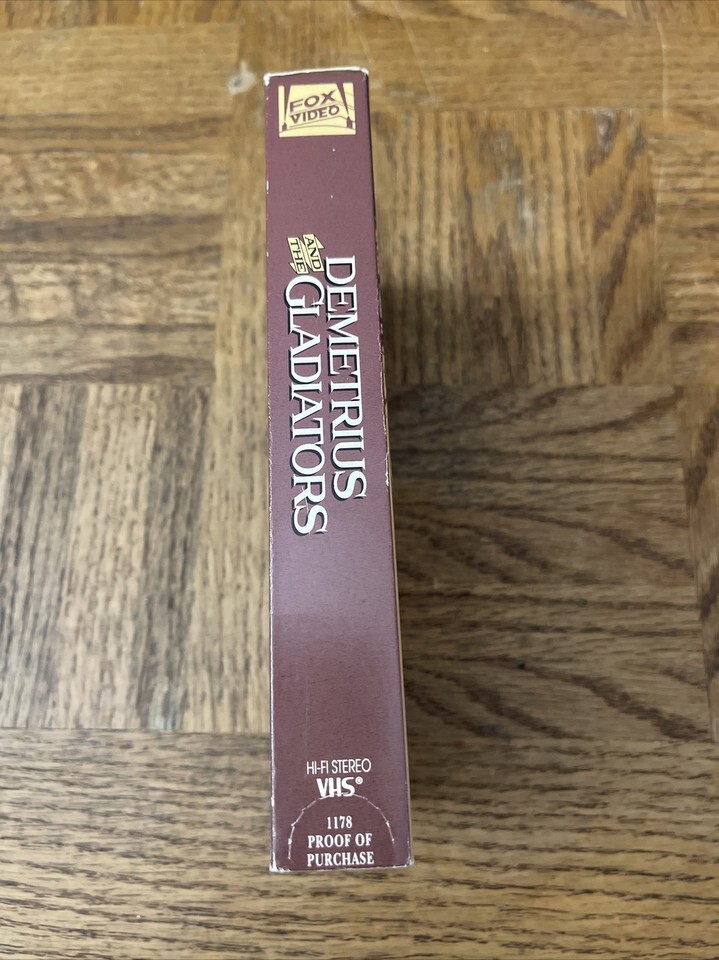 FOX
VIDEO
DEMETRIUS
AND
THE
GLADIATORS
HI-FI STEREO
VHS®
1178
PROOF OF
PURCHASE